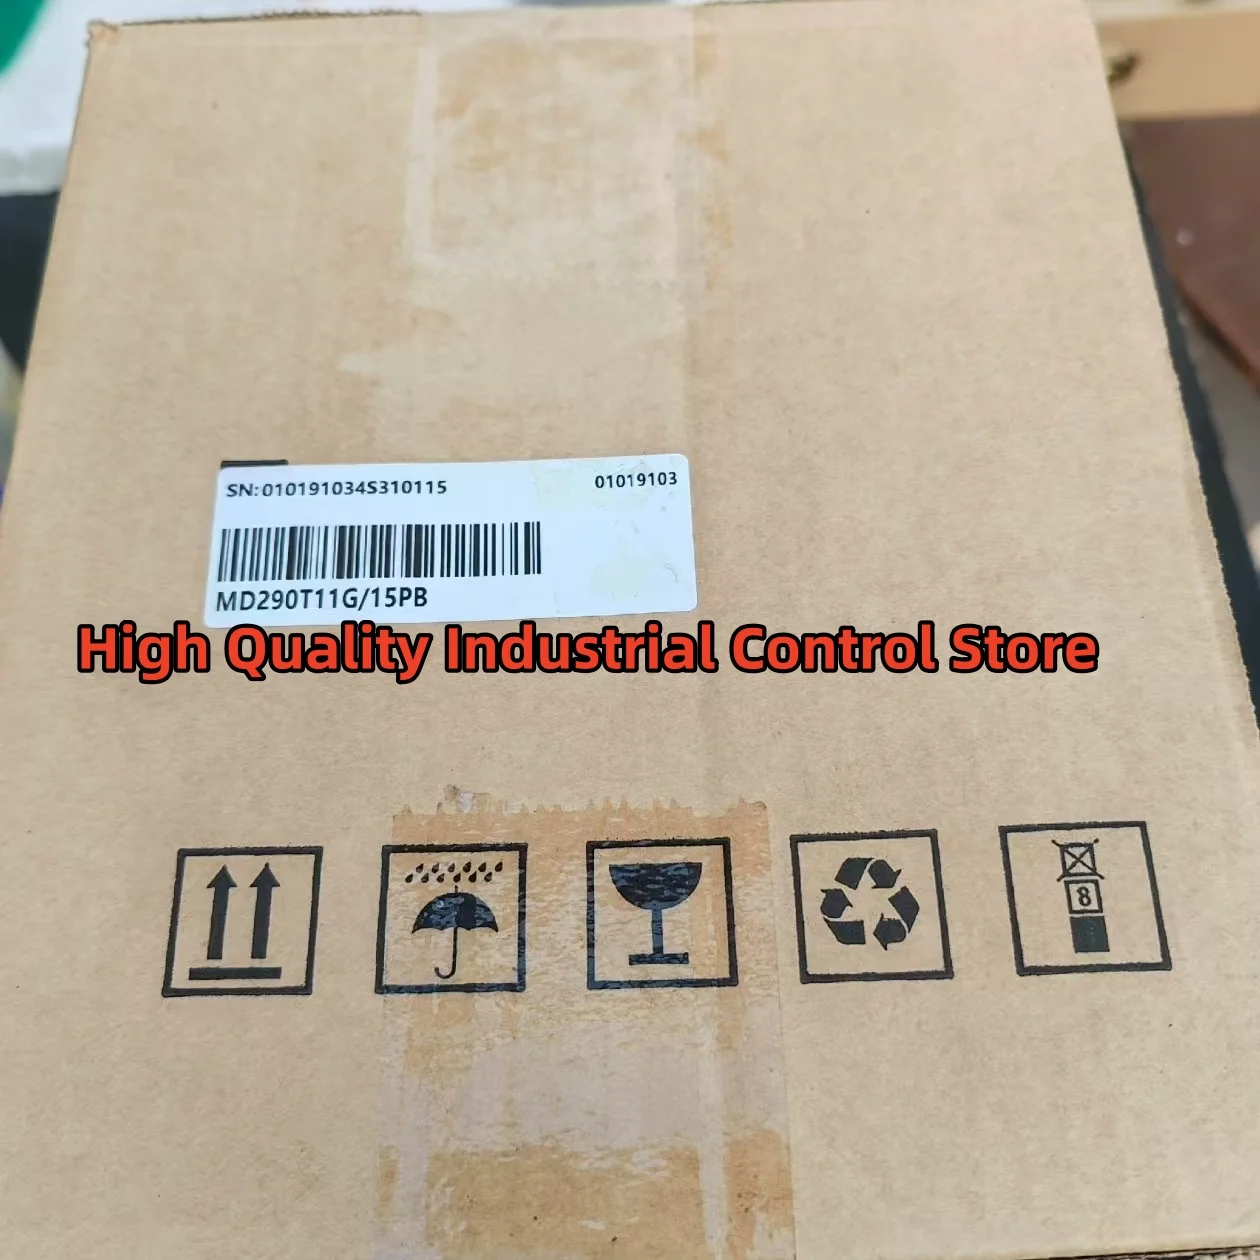 SN:010191034S310115 01019103
MD290T11G/15PB
High Quality Industrial Control Store
8